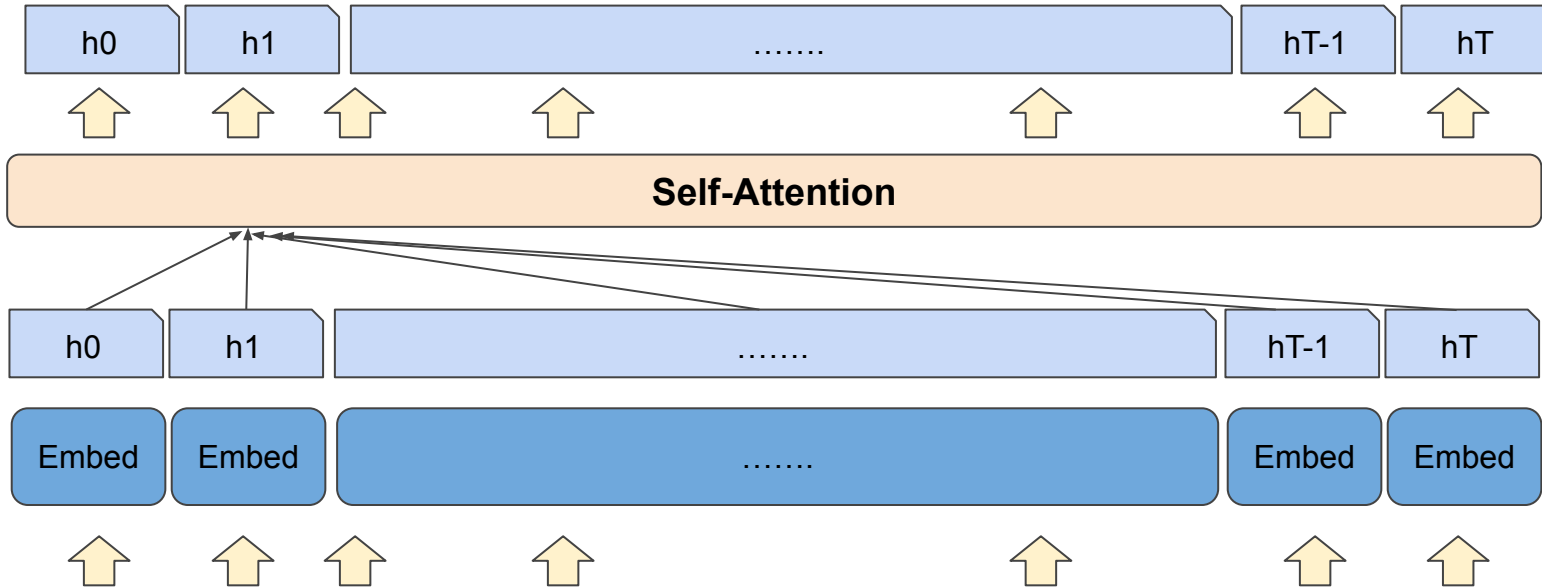 h0 h1 ……. hT-1 hT
Self-Attention
h0 h1 ……. hT-1 hT
Embed Embed ……. Embed Embed